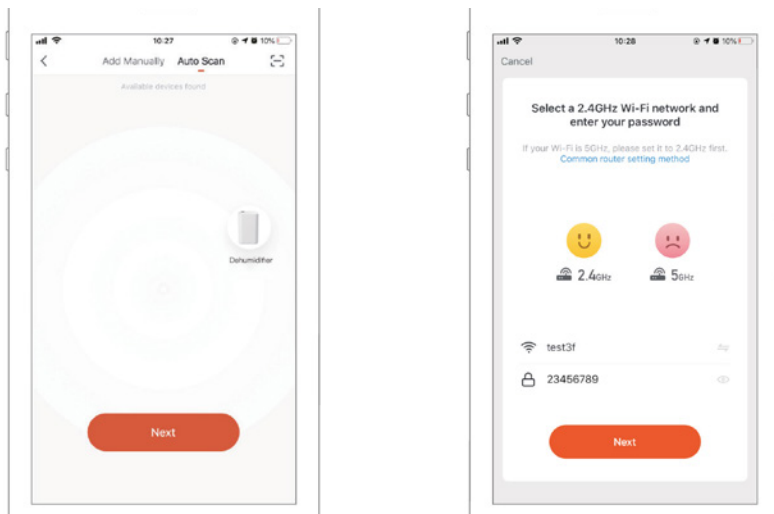 10:27
10%
Add Manually
Auto Scan
Available devices found
Dehumidifier
Next
10:28
10%
Cancel
Select a 2.4GHz Wi-Fi network and
enter your password
If your Wi-Fi is 5GHz, please set it to 2.4GHz first.
Common router setting method
2.4GHz
5GHz
test3f
23456789
Next